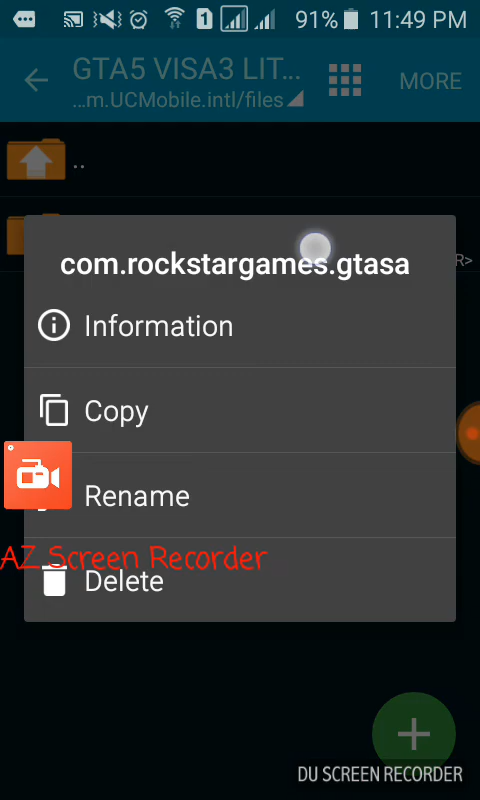 91% 11:49 PM
GTA5 VISA3 LIT...
...m.UCMobile.intl/files
MORE
..
R>
com.rockstargames.gtasa
Information
Copy
Rename
AZ Screen Recorder
Delete
DU SCREEN RECORDER